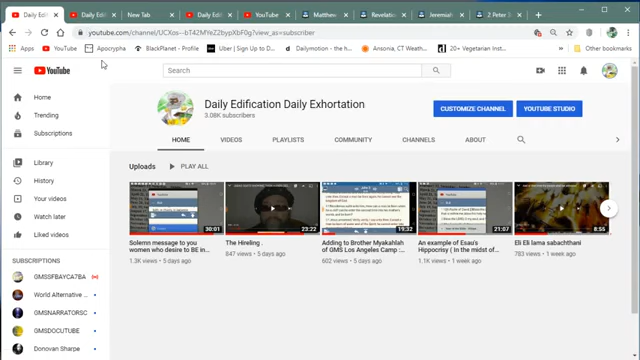 Daily Edifi
Daily Edific
New Tab
Daily Edific
YouTube
Matthew
Revelatio
Jeremiah
2 Peter 3
youtube.com/channel/UCXos--bT42MYeZ2bypXbF0g?view_as=subscriber
Apps
YouTube
Apocrypha
BlackPlanet - Profile
Uber | Sign Up to D...
Dailymotion - the h...
Ansonia, CT Weath...
20+ Vegetarian Inst...
Other bookmarks
YouTube
Search
Home
Trending
Subscriptions
Library
History
Your videos
Watch later
Liked videos
SUBSCRIPTIONS
GMSSFBAYCA7BA
World Alternative ...
GMSNARRATORSC
GMSDOCUTUBE
Donovan Sharpe
Daily Edification Daily Exhortation
3.08K subscribers
CUSTOMIZE CHANNEL
YOUTUBE STUDIO
HOME
VIDEOS
PLAYLISTS
COMMUNITY
CHANNELS
ABOUT
Uploads
PLAY ALL
30:01
23:22
19:32
21:07
8:55
Solemn message to you
women who desire to BE in ...
1.3K views • 5 days ago
The Hireling .
847 views • 5 days ago
Adding to Brother Myakahlah
of GMS Los Angeles Camp : ...
602 views • 5 days ago
An example of Esau's
Hippocrisy ( In the midst of ...
1.1K views • 1 week ago
Eli Eli lama sabachthani
783 views • 1 week ago